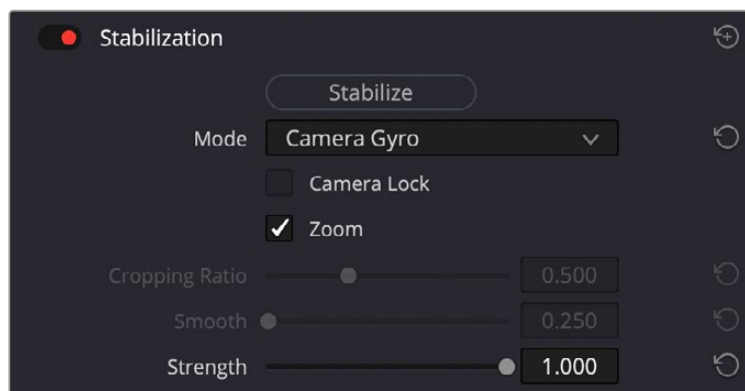 Stabilization
Stabilize
Mode Camera Gyro
Camera Lock
Zoom
Cropping Ratio 0.500
Smooth 0.250
Strength 1.000